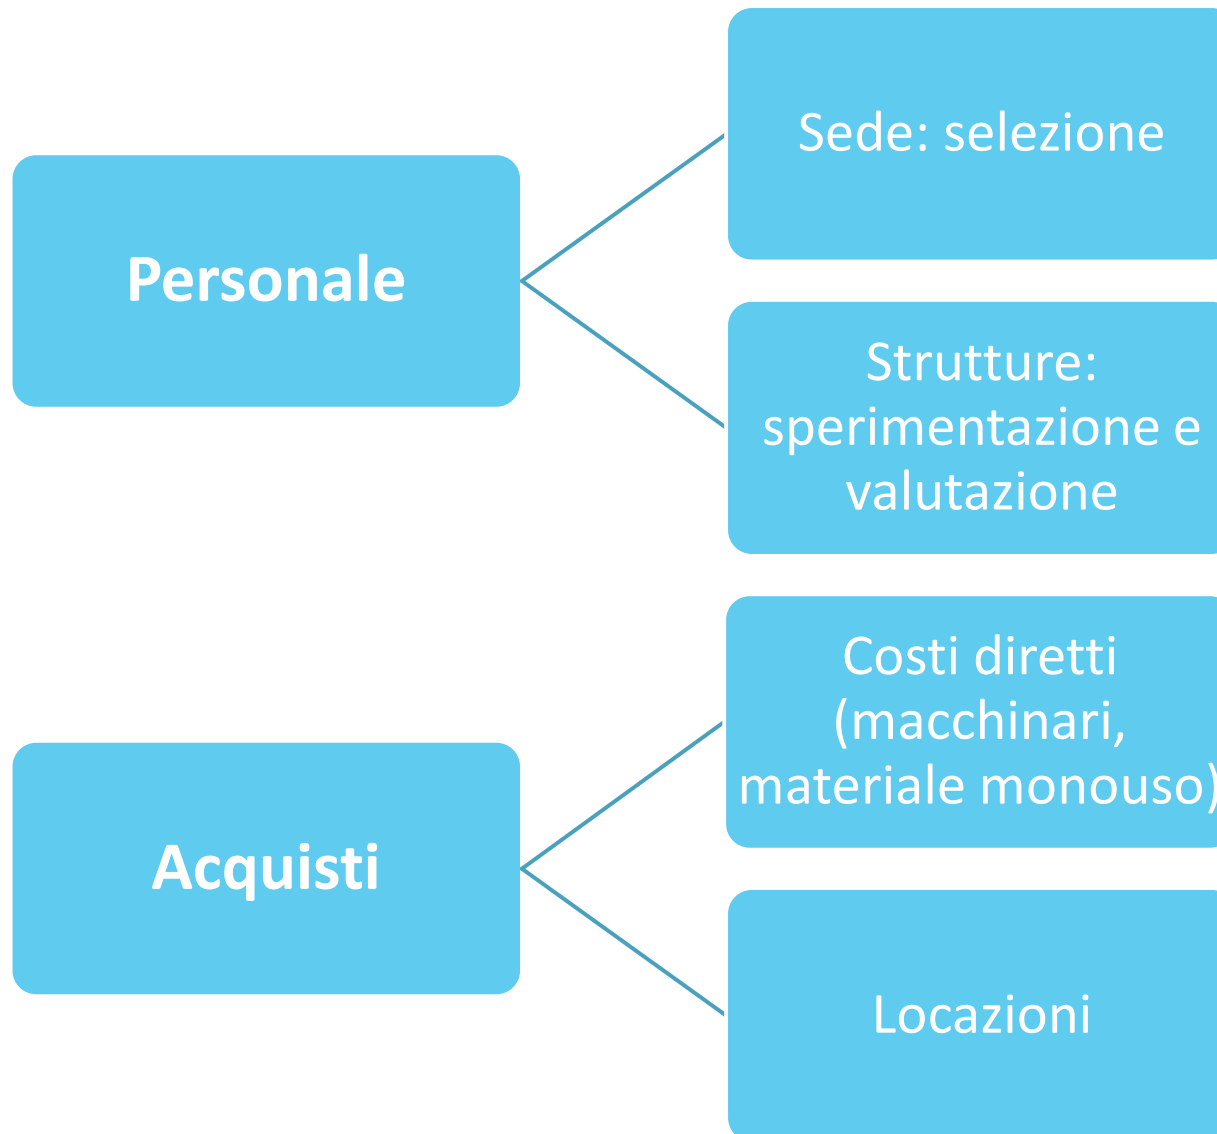 Personale
Sede: selezione
Strutture:
sperimentazione e
valutazione
Acquisti
Costi diretti
(macchinari,
materiale monouso)
Locazioni